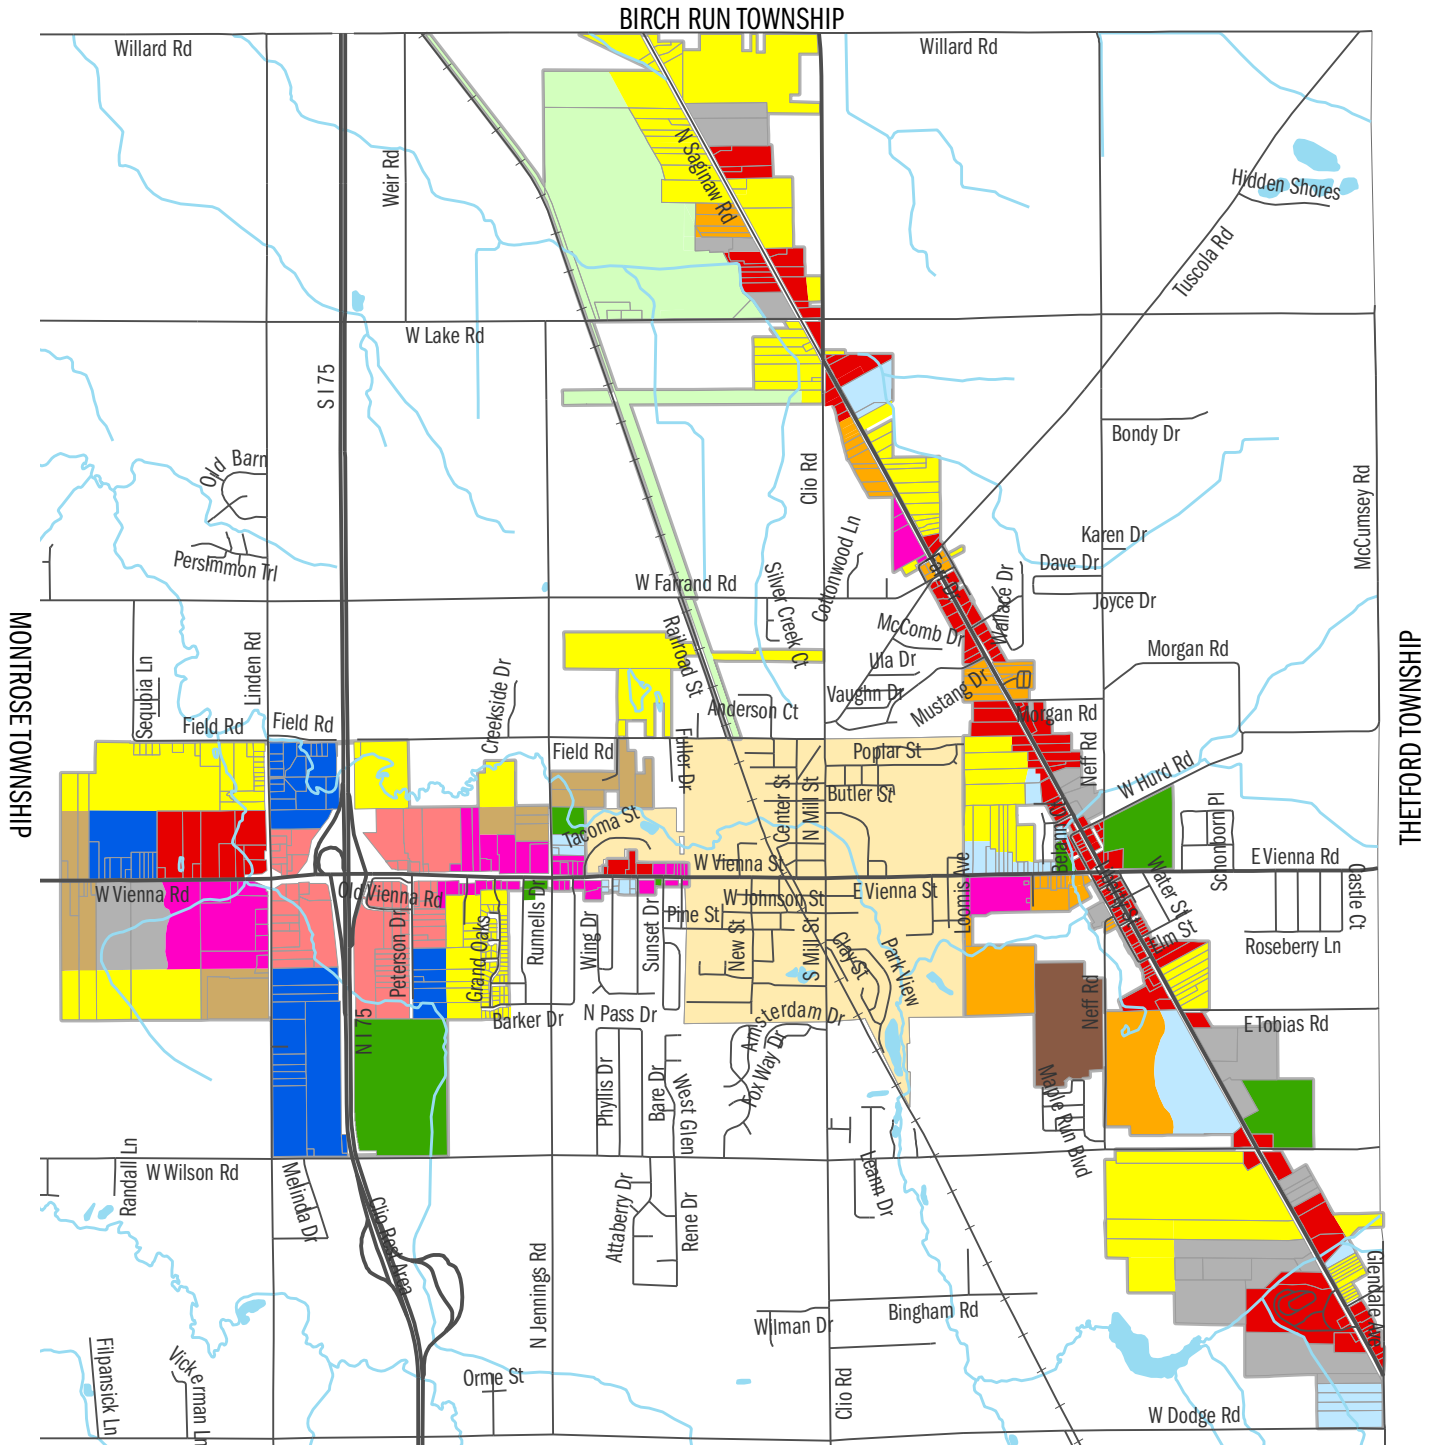 BIRCH RUN TOWNSHIP
Willard Rd
Willard Rd
Weir Rd
N Saginaw Rd
Hidden Shores
Tuscola Rd
W Lake Rd
S I 75
Bondy Dr
Old Barn
Clio Rd
McCumsey Rd
Persimmon Trl
Cottonwood Ln
Karen Dr
Dave Dr
W Farrand Rd
Silver Creek Ct
Wallace Dr
Joyce Dr
MONTROSE TOWNSHIP
THETFORD TOWNSHIP
McComb Dr
Morgan Rd
Railroad St
Ula Dr
Sequoia Ln
Linden Rd
Creekside Dr
Vaughn Dr
Mustang Dr
Anderson Ct
Morgan Rd
Field Rd
Field Rd
Field Rd
Fuller Dr
Poplar St
Neff Rd
W Hurd Rd
Center St
N Mill St
Butler St
Tacoma St
Schonborn Pl
W Vienna St
Loomis Ave
E Vienna Rd
W Vienna Rd
Old Vienna Rd
W Johnson St
E Vienna St
Water St
Castle Ct
Peterson Dr
Grand Oaks
Runnells Dr
Wing Dr
Sunset Dr
Pine St
New St
S Mill St
Clay St
Park View
Elm St
Roseberry Ln
N I 75
Barker Dr
N Pass Dr
Amsterdam Dr
Neff Rd
E Tobias Rd
Fox Way Dr
Phyllis Dr
Bare Dr
West Glen
Maple Run Blvd
Randall Ln
W Wilson Rd
Melinda Dr
Leann Dr
Attaberry Dr
Rene Dr
Clio Rest Area
N Jennings Rd
Glendale Ave
Bingham Rd
Wilman Dr
Filpansick Ln
Vickerman Ln
Orme St
Clio Rd
W Dodge Rd